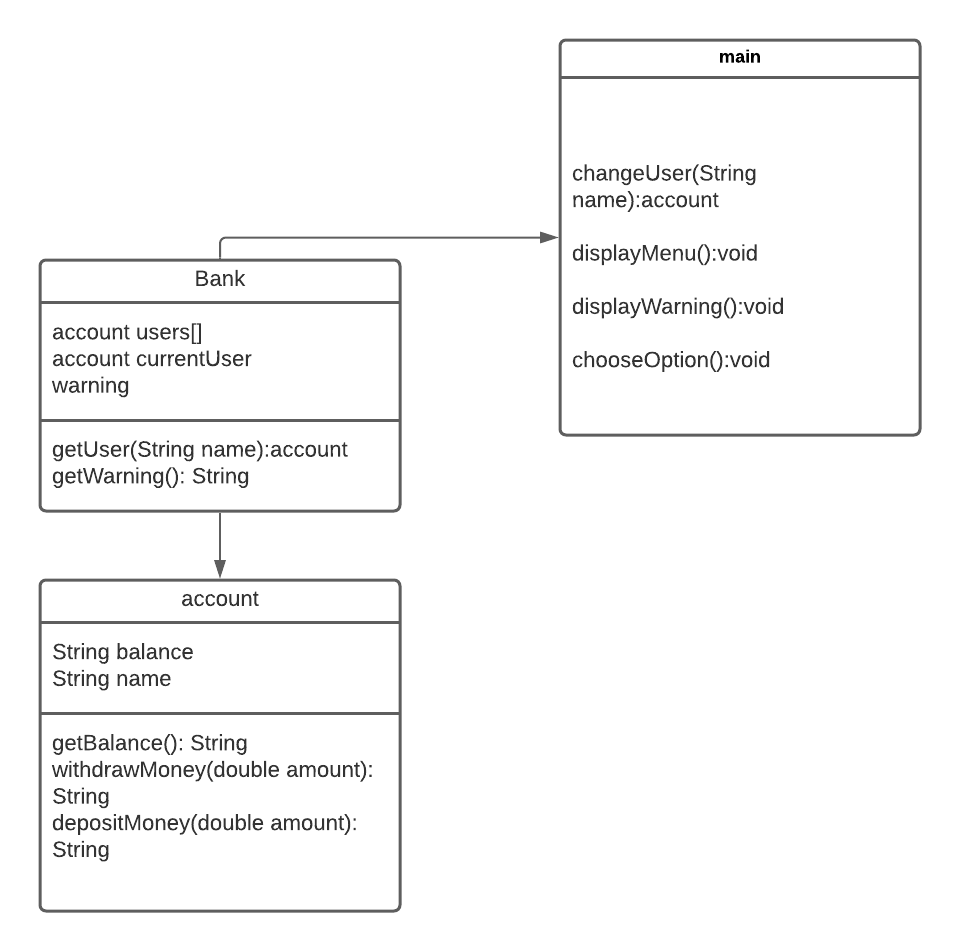 main
changeUser(String
name):account
displayMenu():void
displayWarning():void
chooseOption():void
Bank
account users[]
account currentUser
warning
getUser(String name):account
getWarning(): String
account
String balance
String name
getBalance(): String
withdrawMoney(double amount):
String
depositMoney(double amount):
String